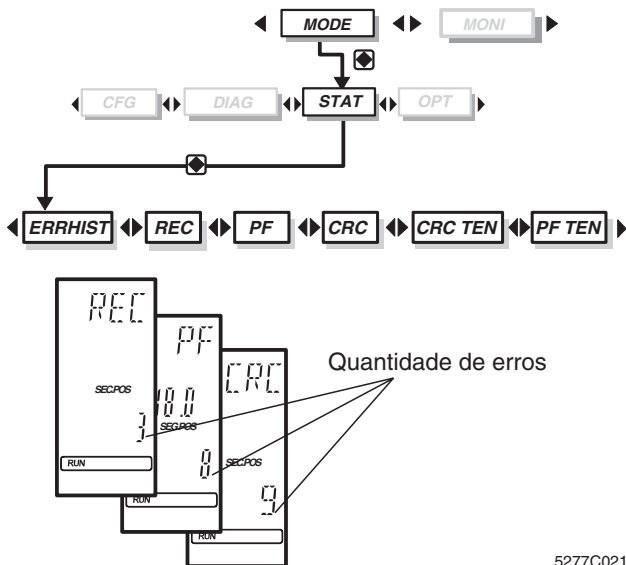 MODE MONI
CFG DIAG STAT OPT
ERRHIST REC PF CRC CRC TEN PF TEN
REC
SEC.POS
3
RUN
PF
18.0
SEG.POS
8
RUN
CRC
SEC.POS
9
RUN
Quantidade de erros
5277C021